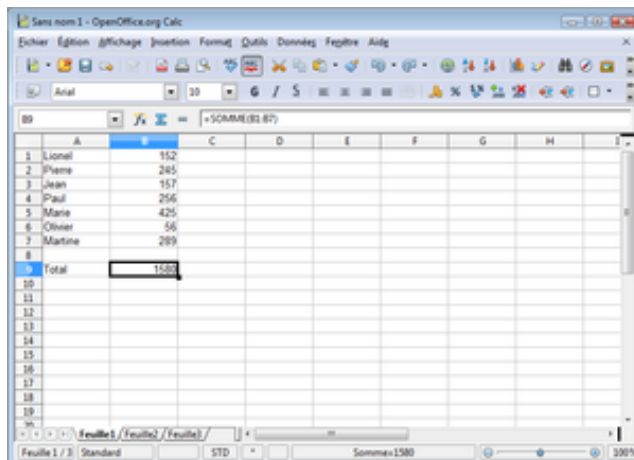 Sans nom 1 - OpenOffice.org Calc
Fichier Édition Affichage Insertion Format Outils Données Fenêtre Aide
Arial 10 G I S
B9 =SOMME(B1:B7)
A B C D E F G H I
1 Lionel 152
2 Pierre 245
3 Jean 157
4 Paul 256
5 Marie 425
6 Olivier 56
7 Martine 289
8
9 Total 1580
10
11
12
13
14
15
16
17
18
19
Feuille1 Feuille2 Feuille3
Feuille 1 / 3 Standard STD * Somme=1580 100%